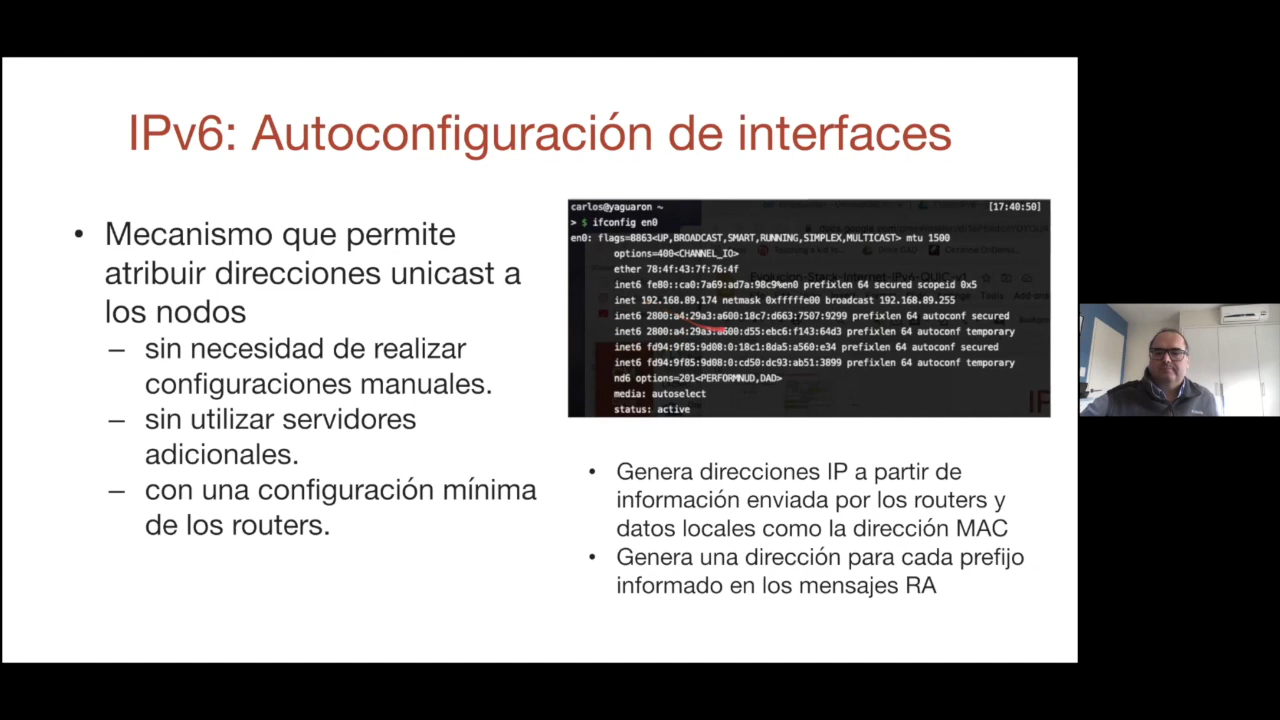 IPv6: Autoconfiguración de interfaces
• Mecanismo que permite
atribuir direcciones unicast a
los nodos
– sin necesidad de realizar
configuraciones manuales.
– sin utilizar servidores
adicionales.
– con una configuración mínima
de los routers.
carlos@yaguaron ~ [17:40:50]
> $ ifconfig en0
en0: flags=8863<UP,BROADCAST,SMART,RUNNING,SIMPLEX,MULTICAST> mtu 1500
options=400<CHANNEL_IO>
ether 78:4f:43:7f:76:4f
inet6 fe80::ca0:7a69:ad7a:98c9%en0 prefixlen 64 secured scopeid 0x5
inet 192.168.89.174 netmask 0xfffffe00 broadcast 192.168.89.255
inet6 2800:a4:29a3:a600:18c7:d663:7507:9299 prefixlen 64 autoconf secured
inet6 2800:a4:29a3:a600:d55:ebc6:f143:64d3 prefixlen 64 autoconf temporary
inet6 fd94:9f85:9d08:0:18c1:8da5:a560:e34 prefixlen 64 autoconf secured
inet6 fd94:9f85:9d08:0:cd50:dc93:ab51:3899 prefixlen 64 autoconf temporary
nd6 options=201<PERFORMNUD,DAD>
media: autoselect
status: active
• Genera direcciones IP a partir de
información enviada por los routers y
datos locales como la dirección MAC
• Genera una dirección para cada prefijo
informado en los mensajes RA